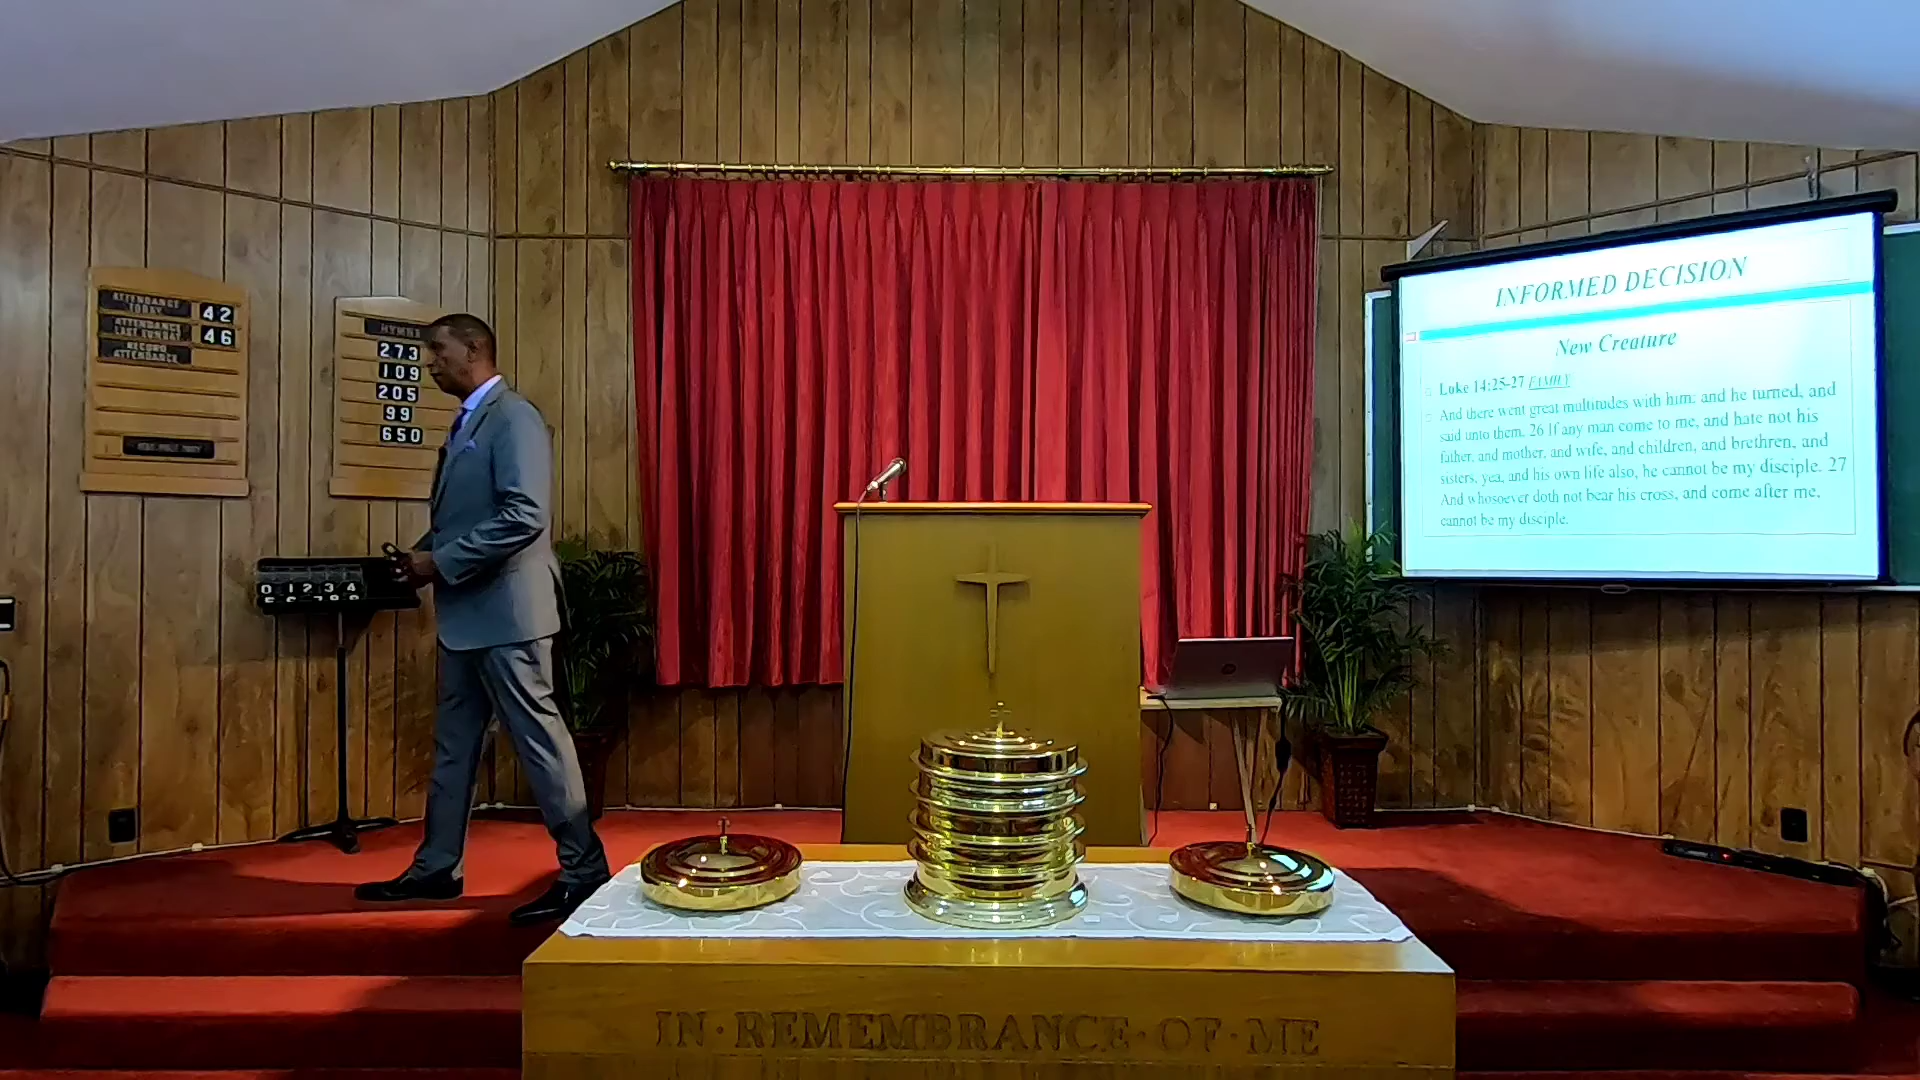 ATTENDANCE TODAY 42
ATTENDANCE LAST SUNDAY 46
RECORD ATTENDANCE
HYMNS
273
109
205
99
650
0 1 2 3 4
INFORMED DECISION
New Creature
Luke 14:25-27 FAMILY
And there went great multitudes with him: and he turned, and
said unto them, 26 If any man come to me, and hate not his
father, and mother, and wife, and children, and brethren, and
sisters, yea, and his own life also, he cannot be my disciple. 27
And whosoever doth not bear his cross, and come after me,
cannot be my disciple.
IN·REMEMBRANCE·OF·ME